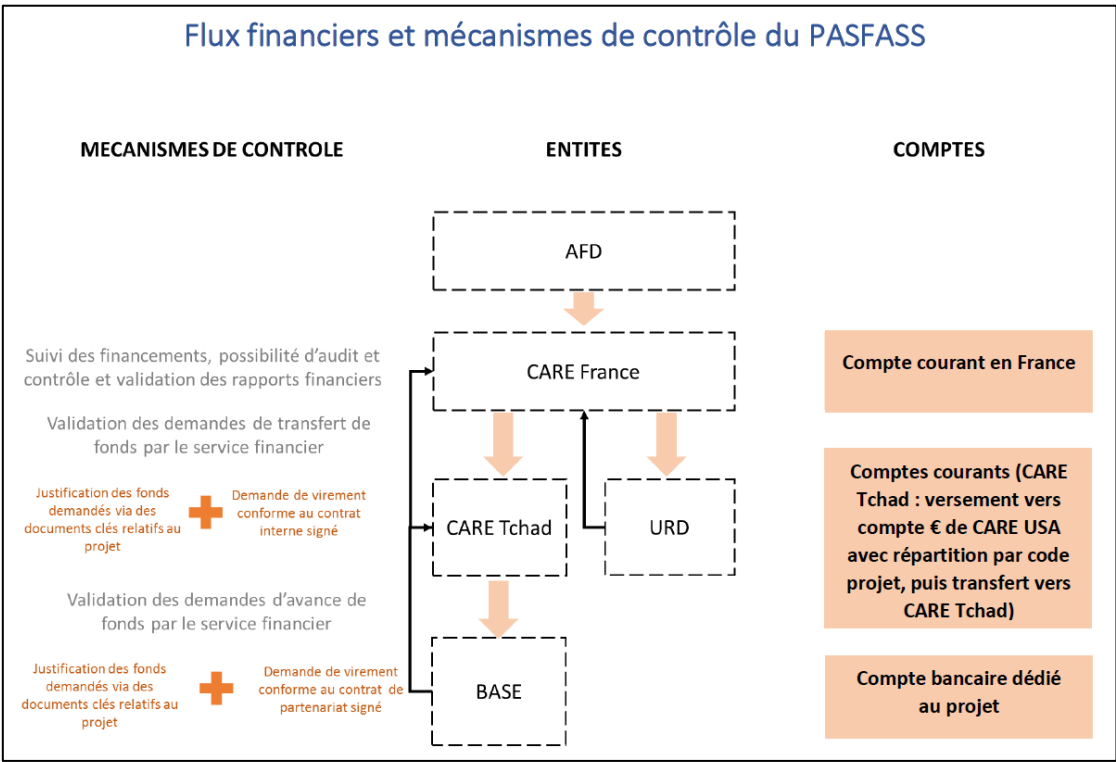 Flux financiers et mécanismes de contrôle du PASFASS
MECANISMES DE CONTROLE
ENTITES
COMPTES
AFD
Suivi des financements, possibilité d'audit et
contrôle et validation des rapports financiers
CARE France
Compte courant en France
Validation des demandes de transfert de
fonds par le service financier
Justification des fonds
demandés via des
documents clés relatifs au
projet
Demande de virement
conforme au contrat
interne signé
CARE Tchad
URD
Comptes courants (CARE
Tchad : versement vers
compte € de CARE USA
avec répartition par code
projet, puis transfert vers
CARE Tchad)
Validation des demandes d'avance de
fonds par le service financier
Justification des fonds
demandés via des
documents clés relatifs au
projet
Demande de virement
conforme au contrat de
partenariat signé
BASE
Compte bancaire dédié
au projet